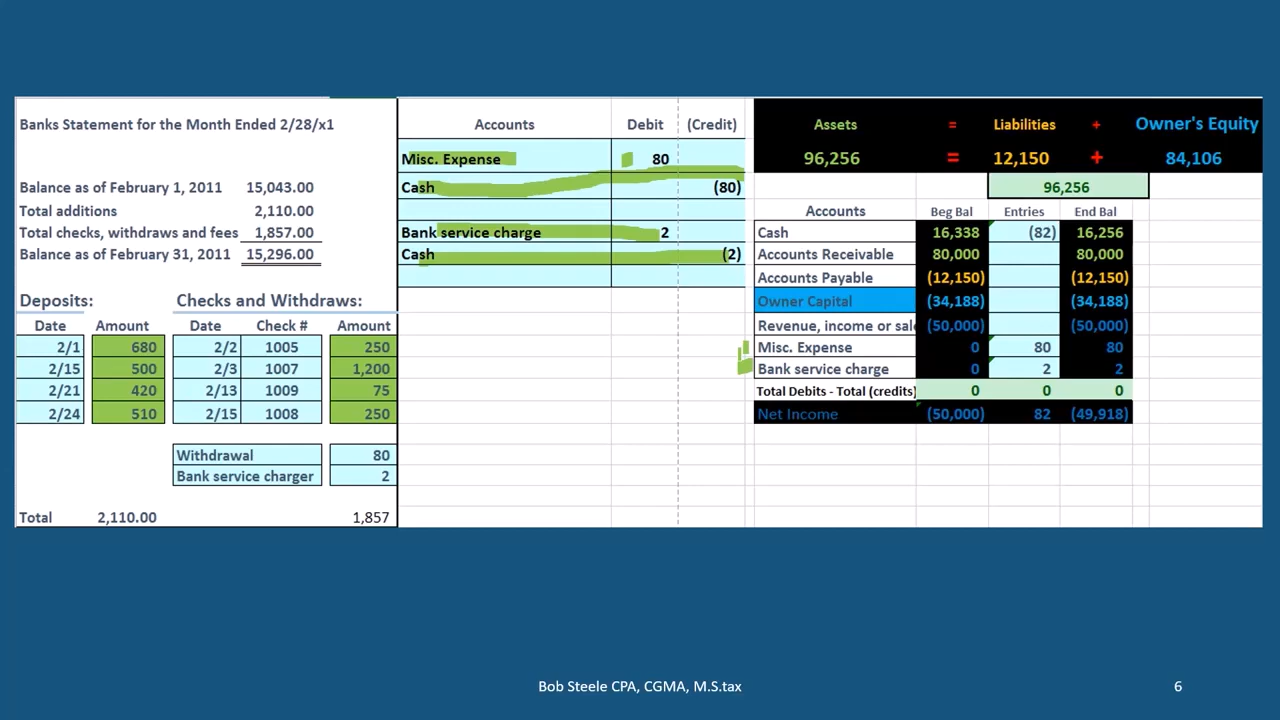 Banks Statement for the Month Ended 2/28/x1
Balance as of February 1, 2011 15,043.00
Total additions 2,110.00
Total checks, withdraws and fees 1,857.00
Balance as of February 31, 2011 15,296.00
Deposits: Checks and Withdraws:
Date Amount Date Check # Amount
2/1 680 2/2 1005 250
2/15 500 2/3 1007 1,200
2/21 420 2/13 1009 75
2/24 510 2/15 1008 250
Withdrawal 80
Bank service charger 2
Total 2,110.00 1,857
Accounts Debit (Credit)
Misc. Expense 80
Cash (80)
Bank service charge 2
Cash (2)
Assets = Liabilities + Owner's Equity
96,256 = 12,150 + 84,106
96,256
Accounts Beg Bal Entries End Bal
Cash 16,338 (82) 16,256
Accounts Receivable 80,000 80,000
Accounts Payable (12,150) (12,150)
Owner Capital (34,188) (34,188)
Revenue, income or sale (50,000) (50,000)
Misc. Expense 0 80 80
Bank service charge 0 2 2
Total Debits - Total (credits) 0 0 0
Net Income (50,000) 82 (49,918)
Bob Steele CPA, CGMA, M.S.tax
6